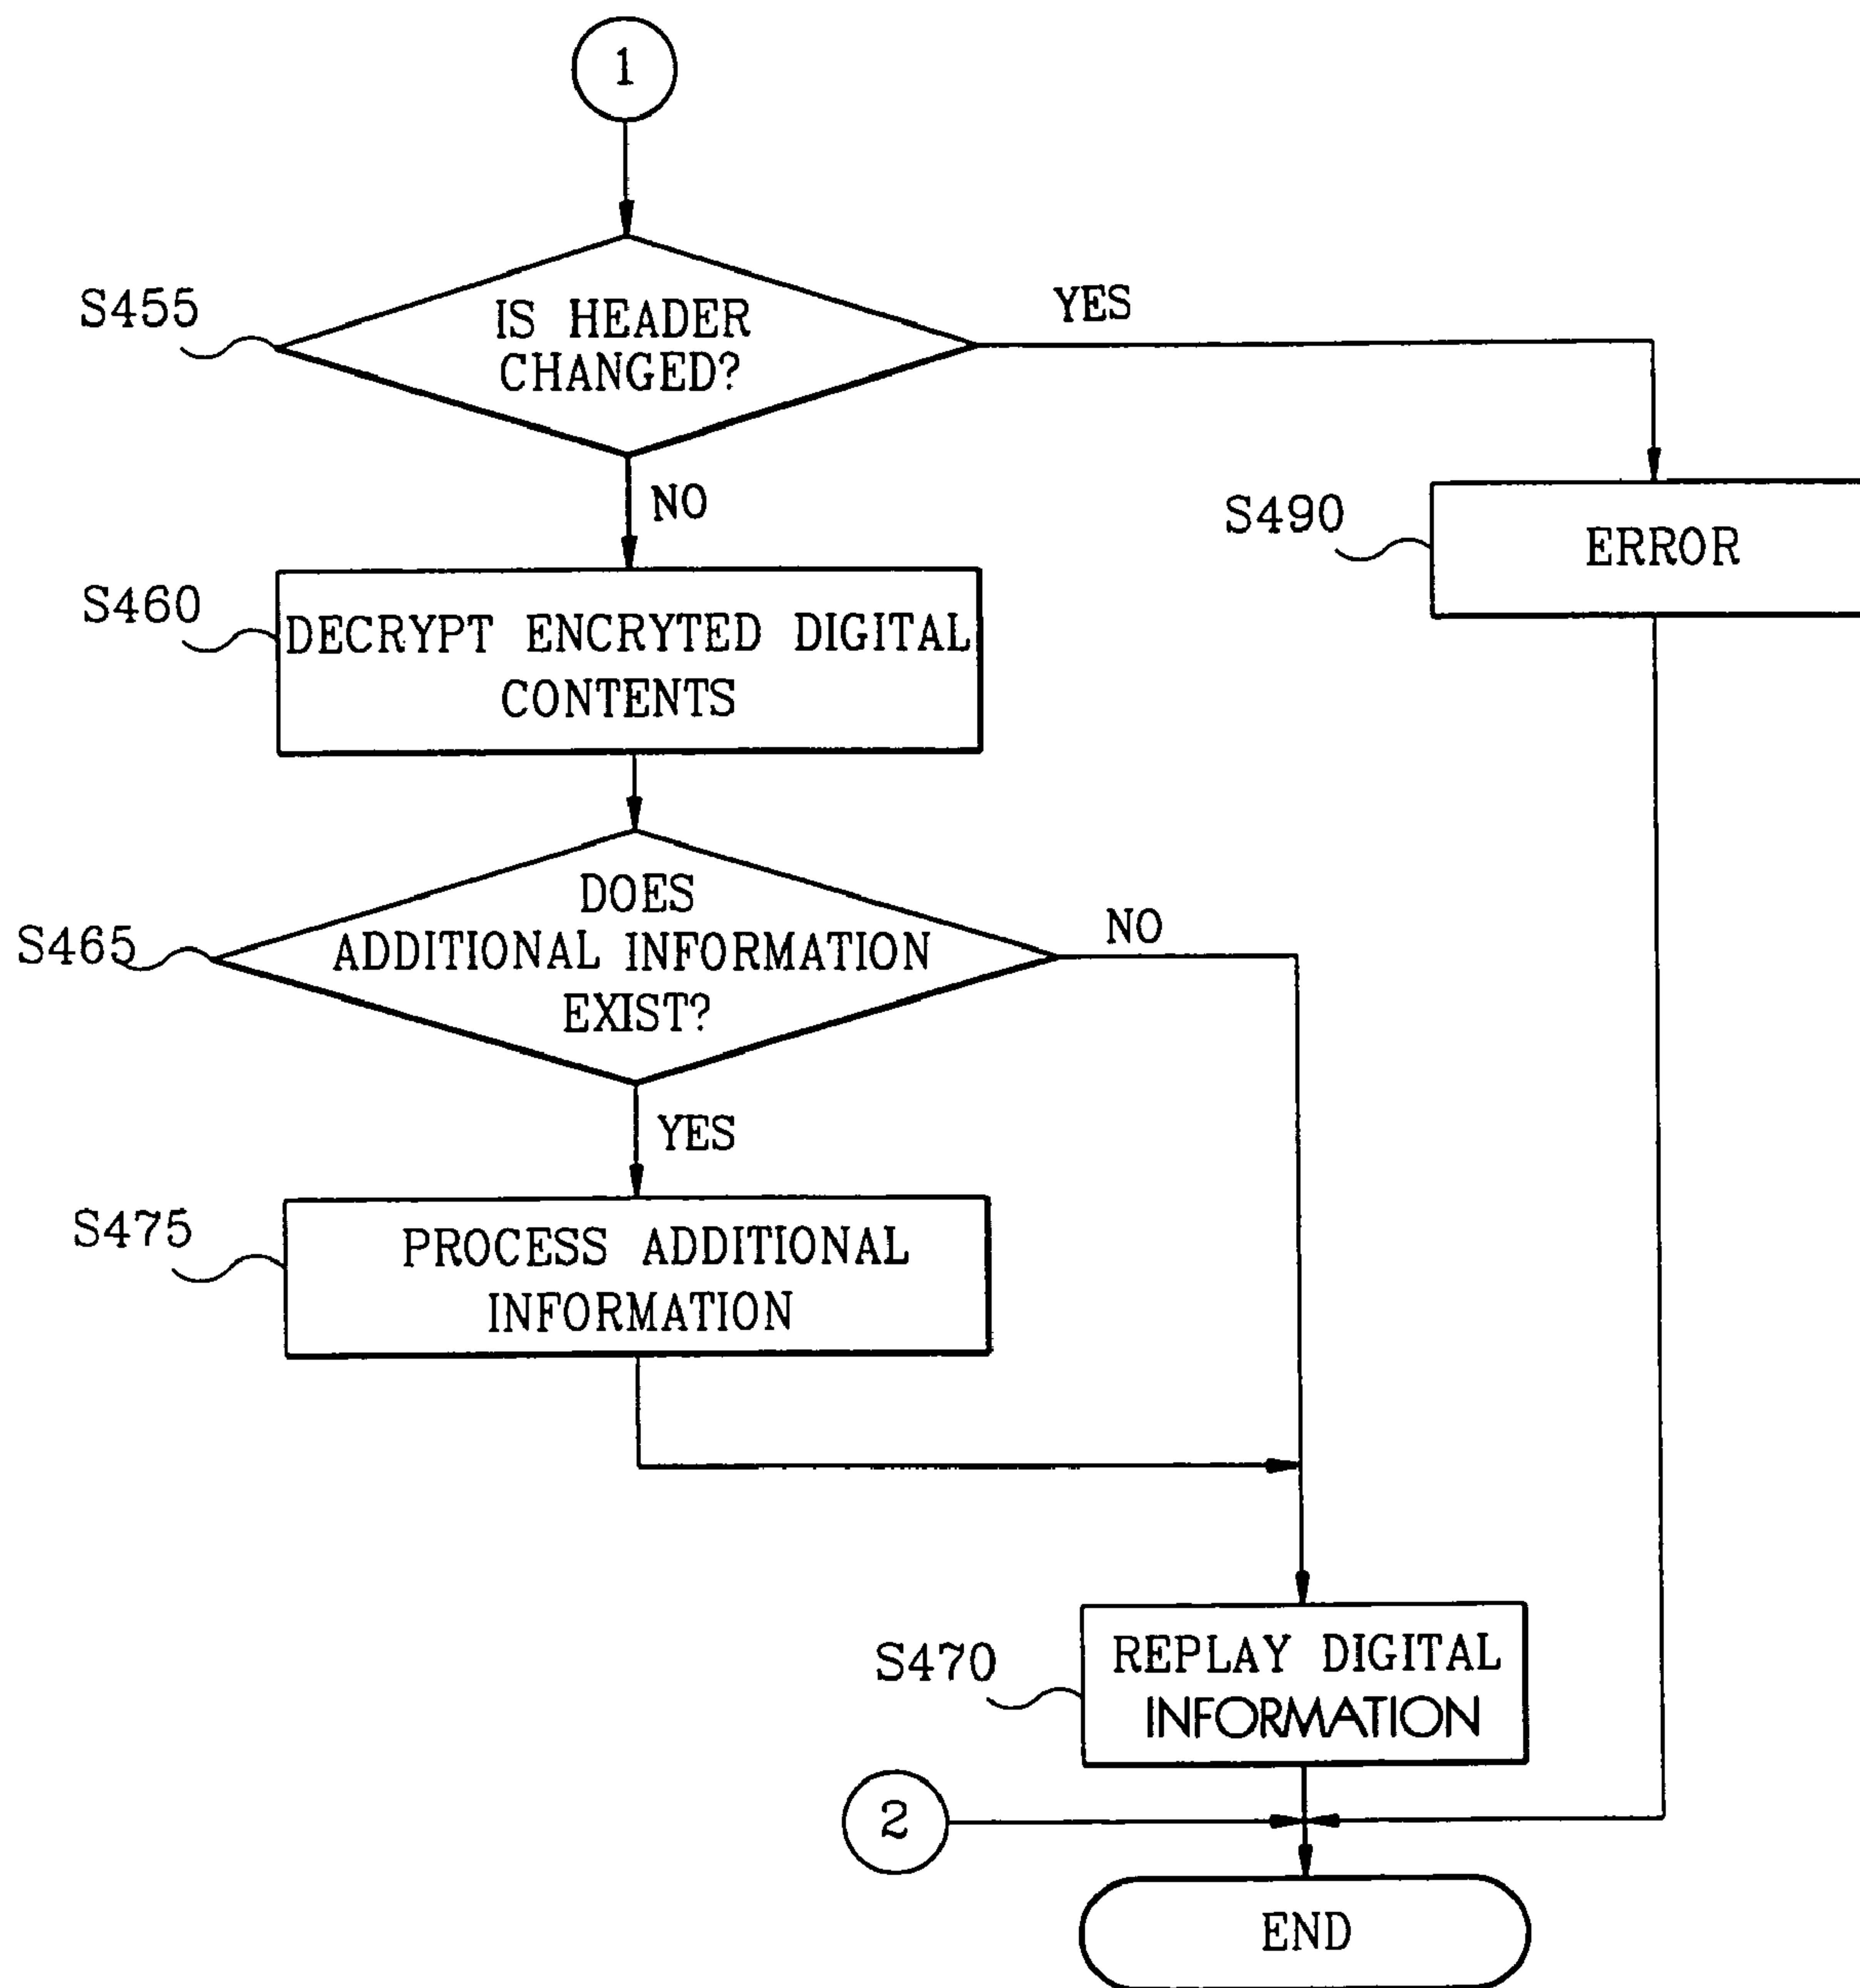 1
S455
IS HEADER
CHANGED?
YES
NO
S490
ERROR
S460
DECRYPT ENCRYTED DIGITAL
CONTENTS
S465
DOES
ADDITIONAL INFORMATION
EXIST?
NO
YES
S475
PROCESS ADDITIONAL
INFORMATION
S470
REPLAY DIGITAL
INFORMATION
2
END